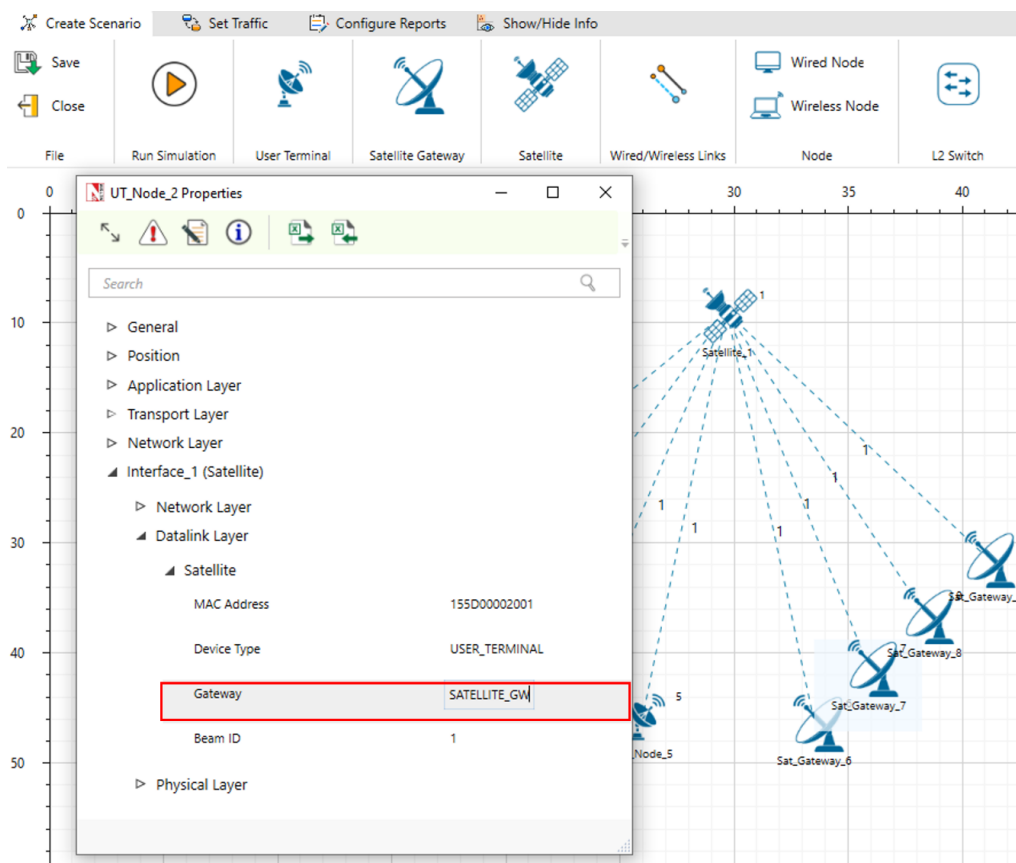 Create Scenario Set Traffic Configure Reports Show/Hide Info
Save
Close
File Run Simulation User Terminal Satellite Gateway Satellite Wired/Wireless Links Node L2 Switch
Wired Node
Wireless Node
0 30 35 40
0
10
20
30
40
50
UT_Node_2 Properties
Search
General
Position
Application Layer
Transport Layer
Network Layer
Interface_1 (Satellite)
Network Layer
Datalink Layer
Satellite
MAC Address 155D00002001
Device Type USER_TERMINAL
Gateway SATELLITE_GW
Beam ID 1
Physical Layer
1
Satellite_1
1
1
1
1
1
1
Sat_Gateway_
Sat_Gateway_8
7
Sat_Gateway_7
5
_Node_5
Sat_Gateway_6